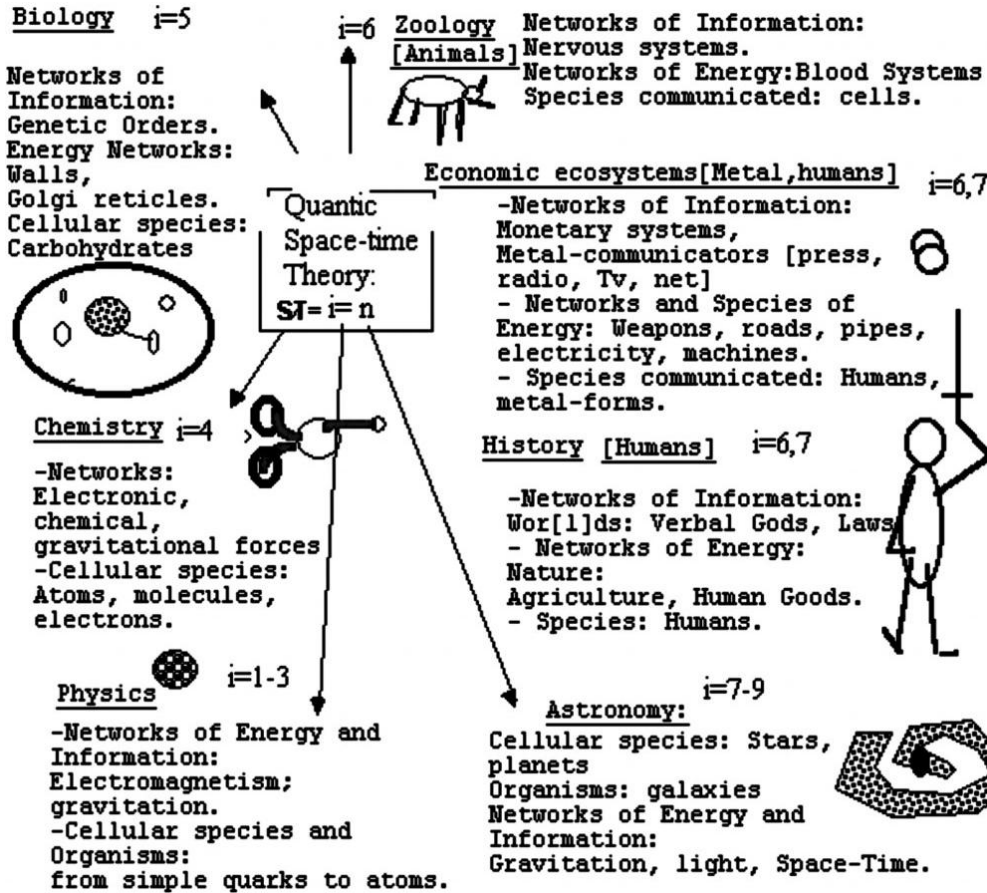 Biology i=5
Networks of
Information:
Genetic Orders.
Energy Networks:
Walls,
Golgi reticles.
Cellular species:
Carbohydrates
i=6 Zoology
[Animals]
Networks of Information:
Nervous systems.
Networks of Energy:Blood Systems
Species communicated: cells.
Quantic
Space-time
Theory:
ST= i= n
Economic ecosystems[Metal,humans] i=6,7
-Networks of Information:
Monetary systems,
Metal-communicators [press,
radio, Tv, net]
- Networks and Species of
Energy: Weapons, roads, pipes,
electricity, machines.
- Species communicated: Humans,
metal-forms.
Chemistry i=4
-Networks:
Electronic,
chemical,
gravitational forces
-Cellular species:
Atoms, molecules,
electrons.
History [Humans] i=6,7
-Networks of Information:
Wor[l]ds: Verbal Gods, Laws
- Networks of Energy:
Nature:
Agriculture, Human Goods.
- Species: Humans.
Physics i=1-3
-Networks of Energy and
Information:
Electromagnetism;
gravitation.
-Cellular species and
Organisms:
from simple quarks to atoms.
i=7-9
Astronomy:
Cellular species: Stars,
planets
Organisms: galaxies
Networks of Energy and
Information:
Gravitation, light, Space-Time.